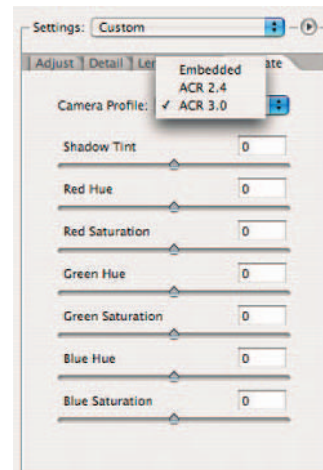 Settings: Custom
Adjust Detail Le ate
Embedded
ACR 2.4
Camera Profile: ✓ ACR 3.0
Shadow Tint 0
Red Hue 0
Red Saturation 0
Green Hue 0
Green Saturation 0
Blue Hue 0
Blue Saturation 0